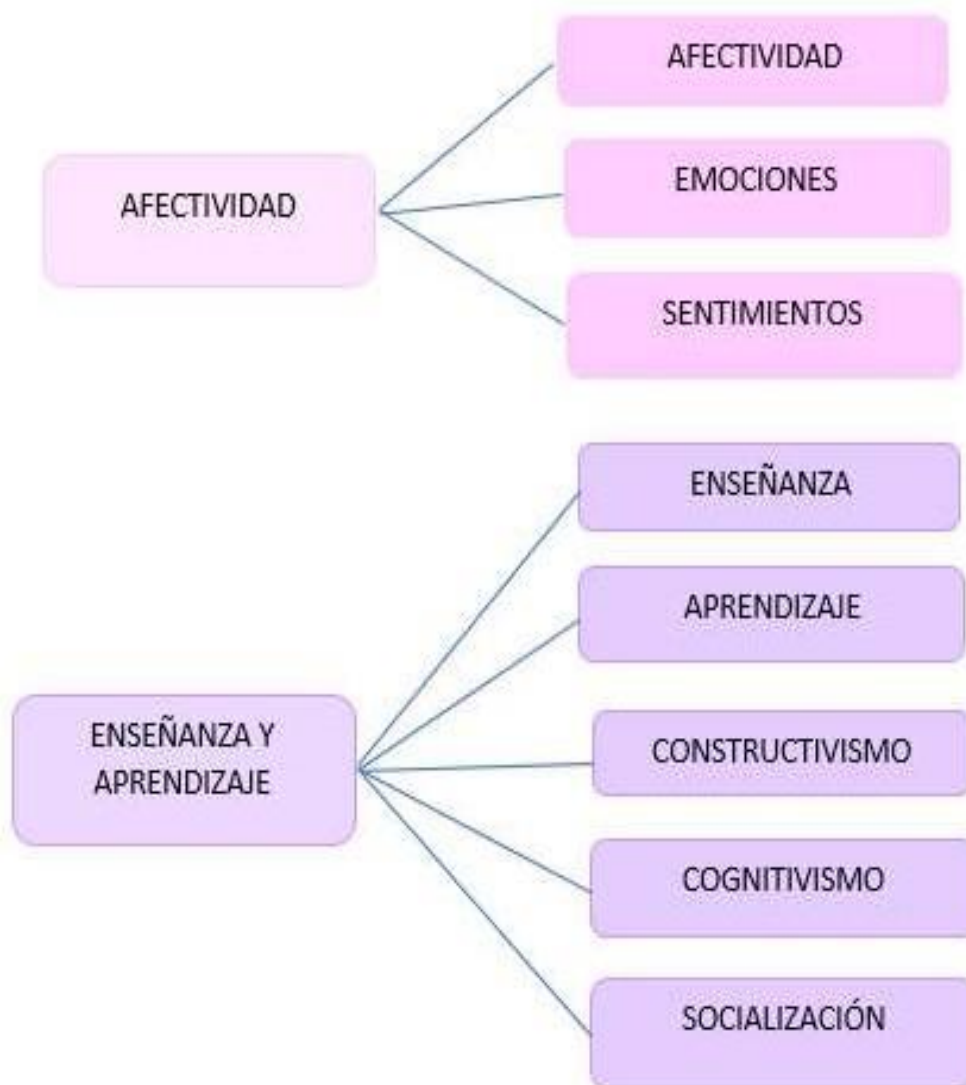 AFECTIVIDAD
AFECTIVIDAD
EMOCIONES
SENTIMIENTOS
ENSEÑANZA Y
APRENDIZAJE
ENSEÑANZA
APRENDIZAJE
CONSTRUCTIVISMO
COGNITIVISMO
SOCIALIZACIÓN